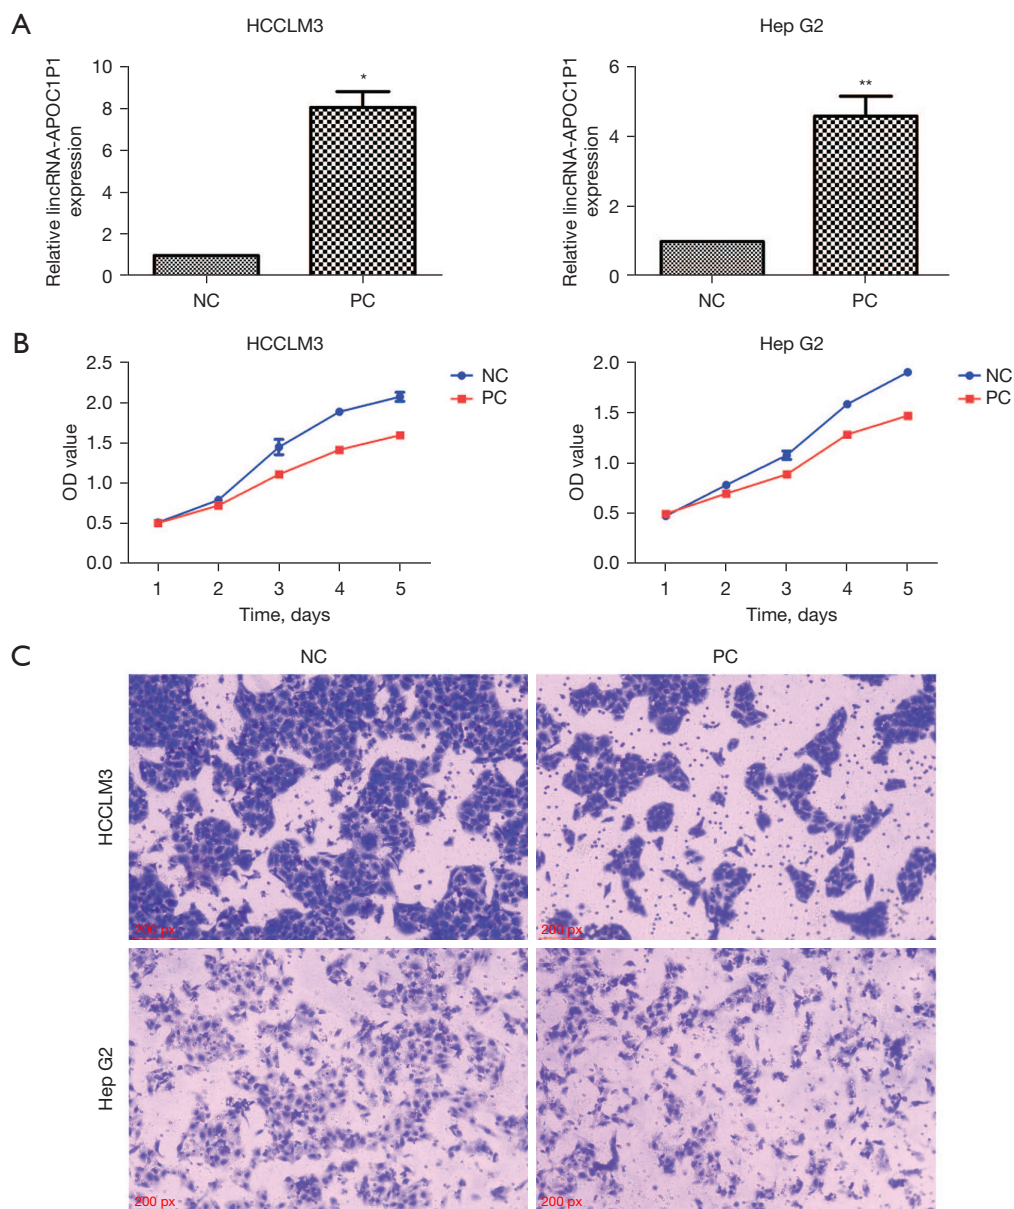 A
HCCLM3
Hep G2
Relative lincRNA-APOC1P1
expression
10
8
6
4
2
0
*
NC
PC
Relative lincRNA-APOC1P1
expression
6
4
2
0
**
NC
PC
B
HCCLM3
Hep G2
OD value
2.5
2.0
1.5
1.0
0.5
0.0
1 2 3 4 5
Time, days
NC
PC
OD value
2.0
1.5
1.0
0.5
0.0
1 2 3 4 5
Time, days
NC
PC
C
NC
PC
HCCLM3
200 px
200 px
Hep G2
200 px
200 px